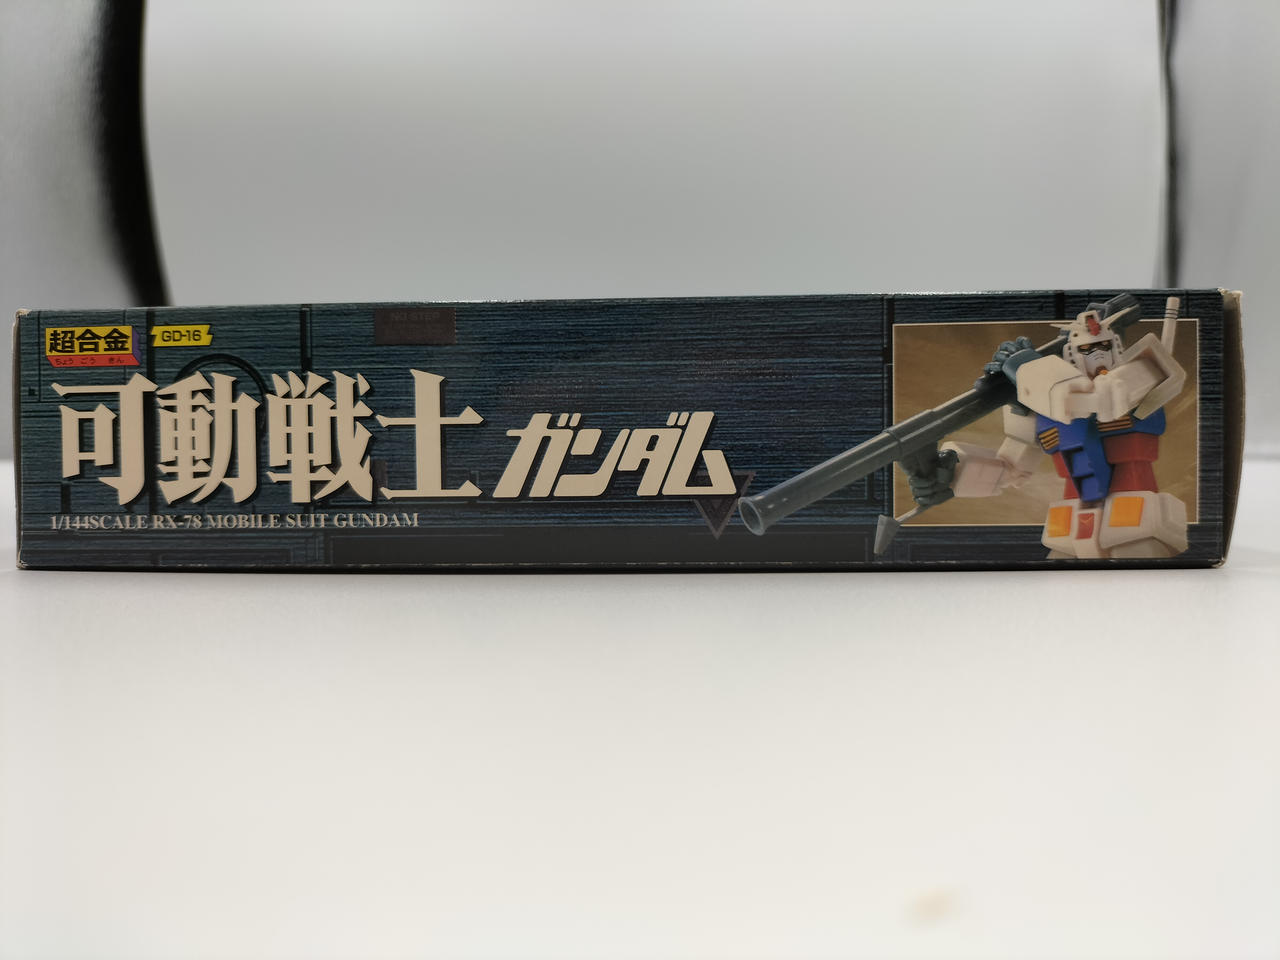 超合金
ちょうごうきん
GD-16
NO STEP
可動戦士 ガンダム
1/144SCALE RX-78 MOBILE SUIT GUNDAM